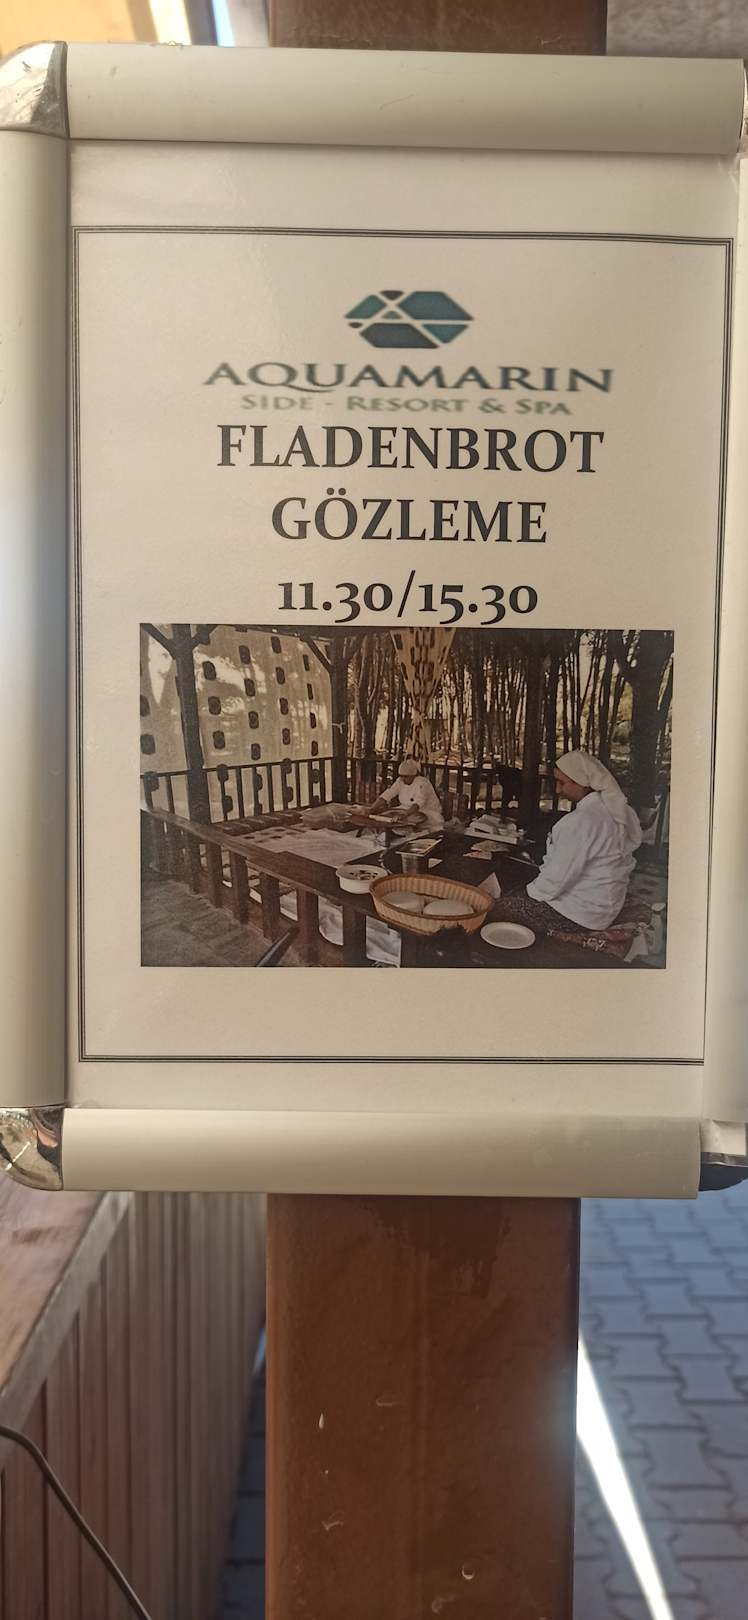 AQUAMARIN
SIDE - RESORT & SPA
FLADENBROT
GÖZLEME
11.30/15.30